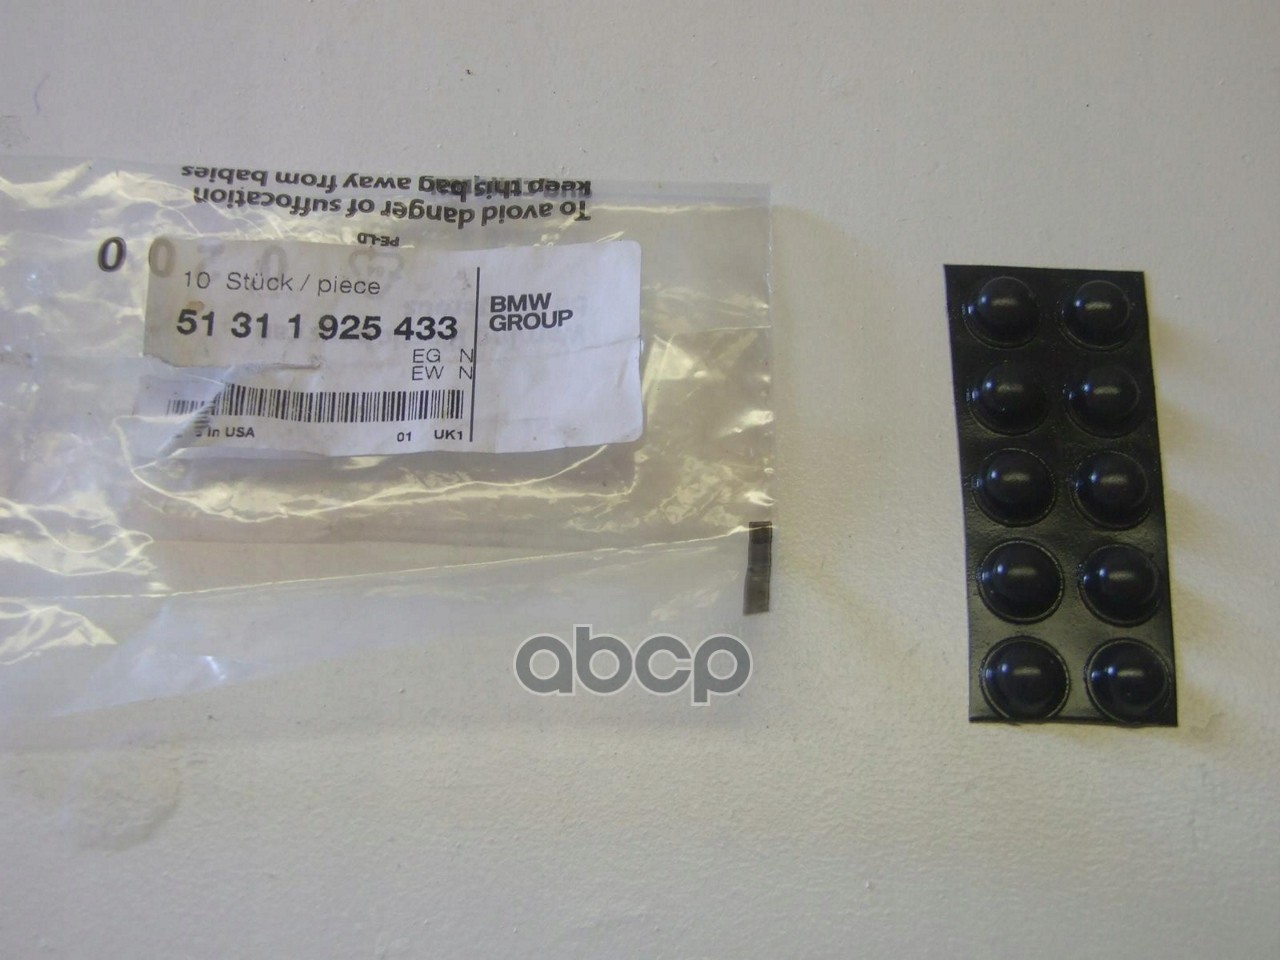 To avoid danger of suffocation
keep this bag away from babies
PE-LD
0 0
10 Stück / piece
51 31 1 925 433
EG N
EW N
in USA
01 UK1
BMW
GROUP
abcp